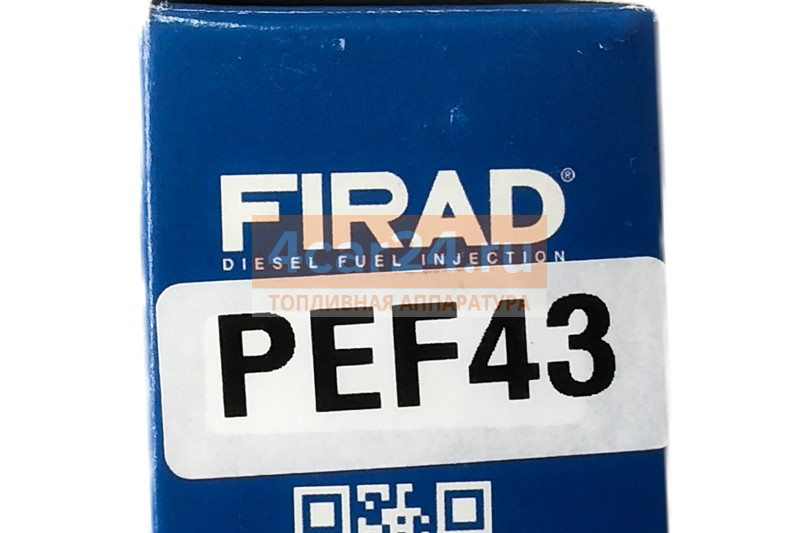 FIRAD®
4car24.ru
DIESEL FUEL INJECTION
ТОПЛИВНАЯ АППАРАТУРА
PEF43